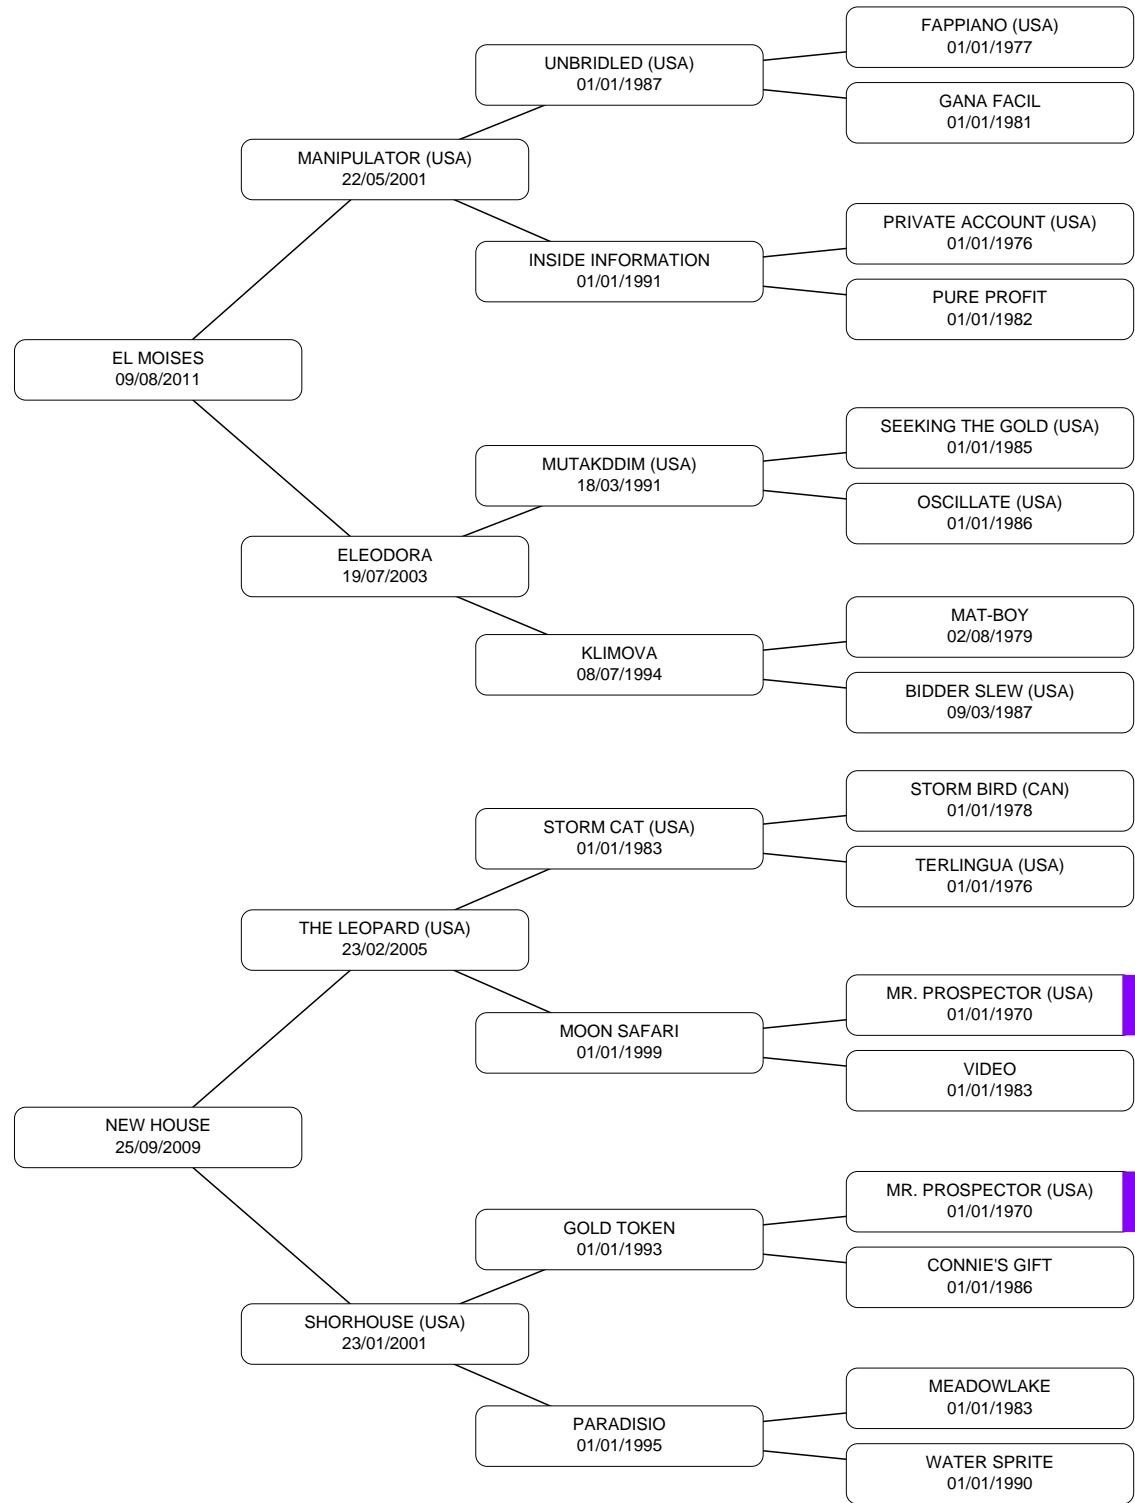 FAPPIANO (USA)
01/01/1977
UNBRIDLED (USA)
01/01/1987
GANA FACIL
01/01/1981
MANIPULATOR (USA)
22/05/2001
PRIVATE ACCOUNT (USA)
01/01/1976
INSIDE INFORMATION
01/01/1991
PURE PROFIT
01/01/1982
EL MOISES
09/08/2011
SEEKING THE GOLD (USA)
01/01/1985
MUTAKDDIM (USA)
18/03/1991
OSCILLATE (USA)
01/01/1986
ELEODORA
19/07/2003
MAT-BOY
02/08/1979
KLIMOVA
08/07/1994
BIDDER SLEW (USA)
09/03/1987
STORM BIRD (CAN)
01/01/1978
STORM CAT (USA)
01/01/1983
TERLINGUA (USA)
01/01/1976
THE LEOPARD (USA)
23/02/2005
MR. PROSPECTOR (USA)
01/01/1970
MOON SAFARI
01/01/1999
VIDEO
01/01/1983
NEW HOUSE
25/09/2009
MR. PROSPECTOR (USA)
01/01/1970
GOLD TOKEN
01/01/1993
CONNIE'S GIFT
01/01/1986
SHORHOUSE (USA)
23/01/2001
MEADOWLAKE
01/01/1983
PARADISIO
01/01/1995
WATER SPRITE
01/01/1990